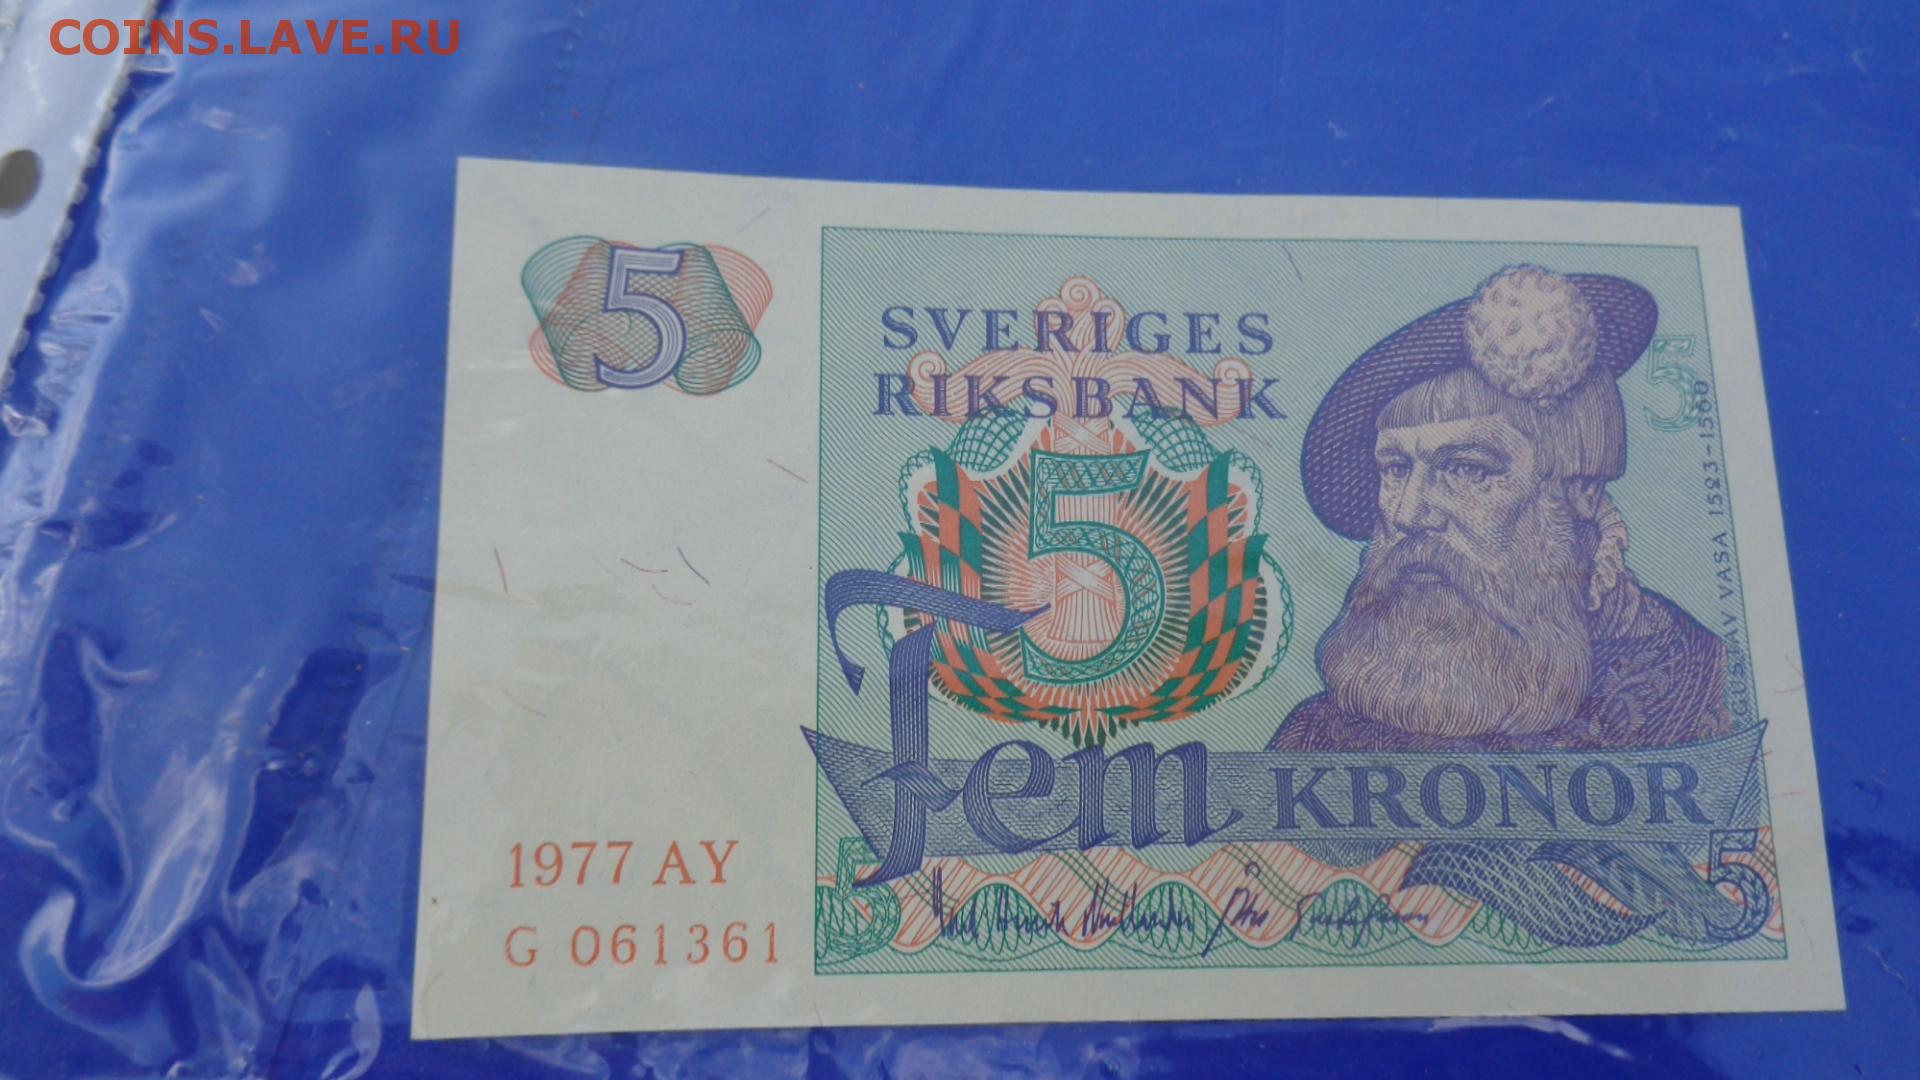 COINS.LAVE.RU
5
SVERIGES
RIKSBANK
5
5
GUSTAV VASA 1523-1560
Fem KRONOR
1977 AY
G 061361
5
5